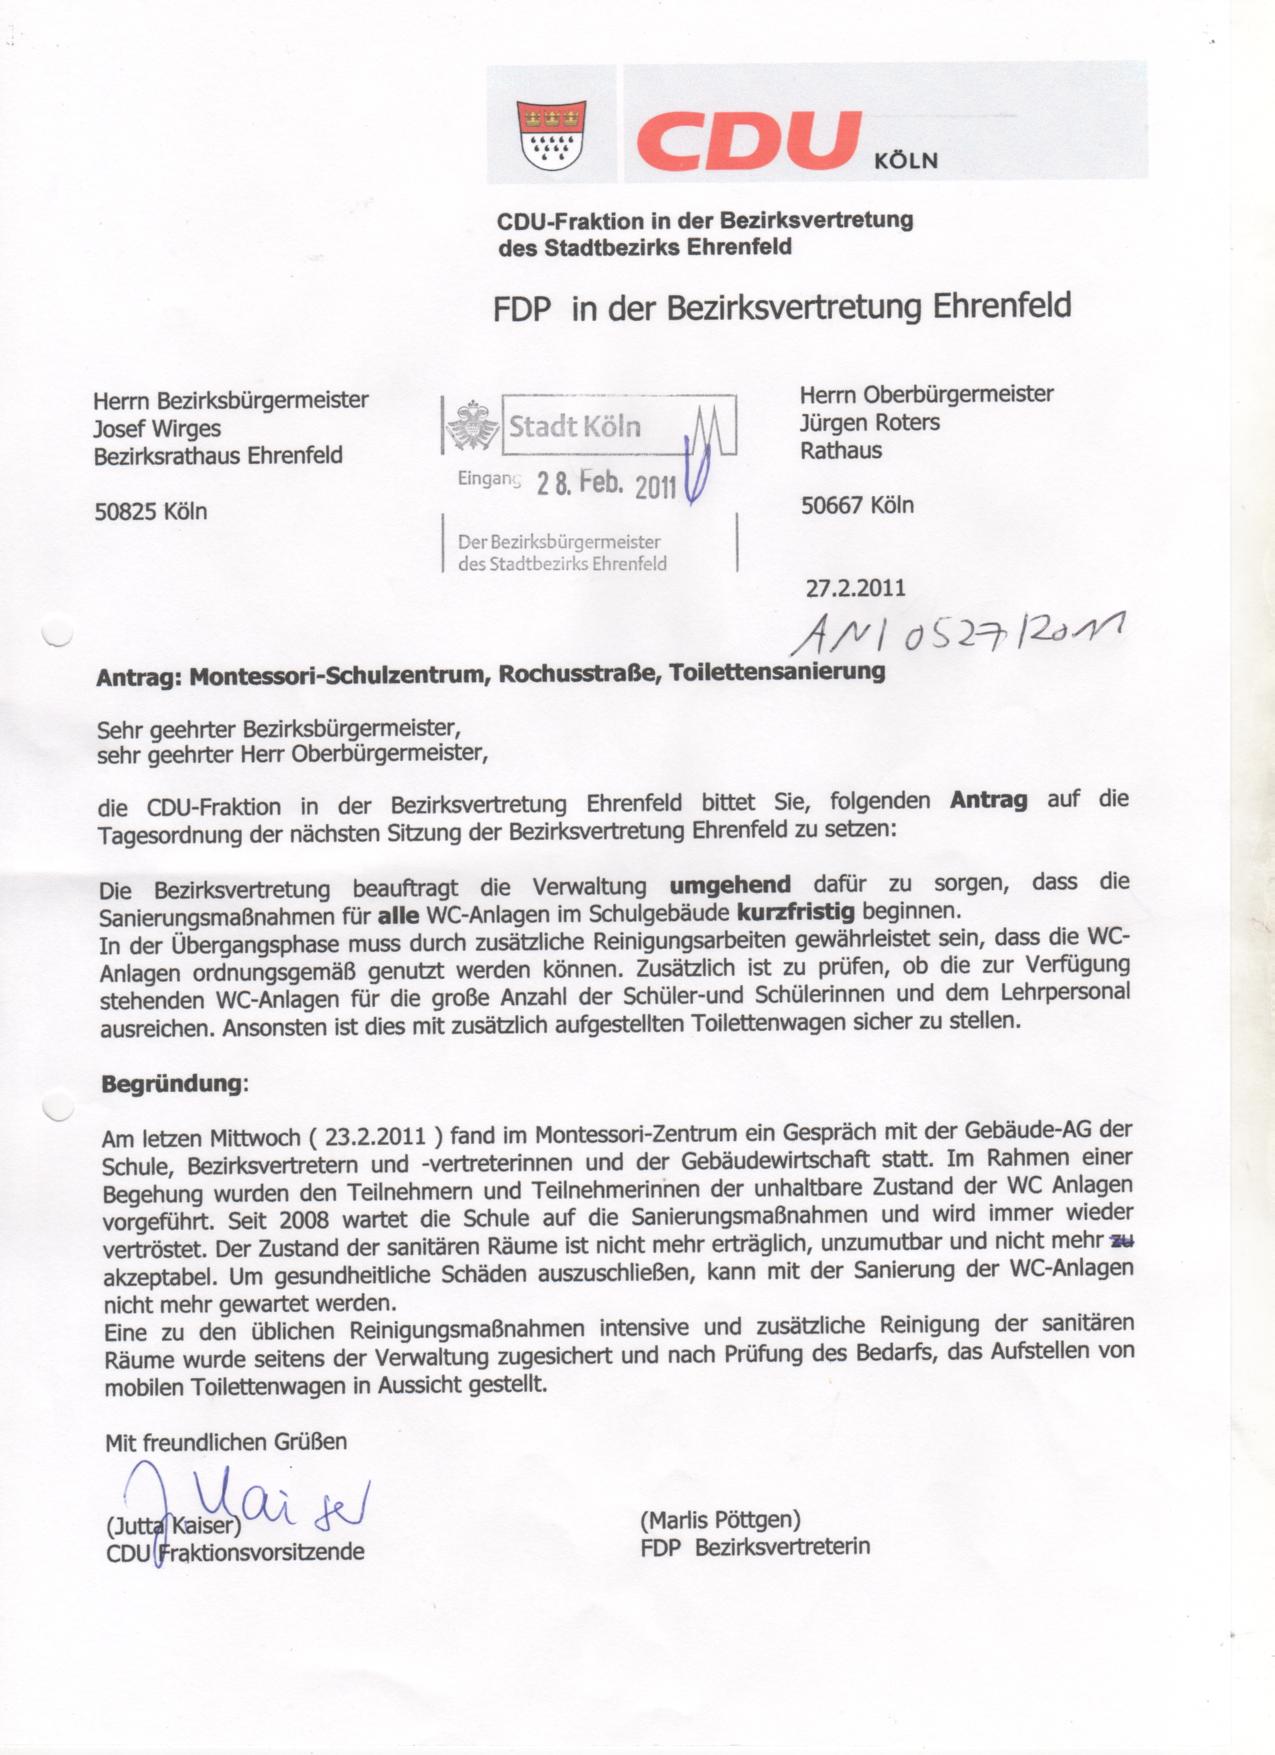 CDU KÖLN
CDU-Fraktion in der Bezirksvertretung
des Stadtbezirks Ehrenfeld
FDP in der Bezirksvertretung Ehrenfeld
Herrn Bezirksbürgermeister
Josef Wirges
Bezirksrathaus Ehrenfeld
50825 Köln
Stadt Köln
Eingang 28. Feb. 2011
Der Bezirksbürgermeister
des Stadtbezirks Ehrenfeld
Herrn Oberbürgermeister
Jürgen Roters
Rathaus
50667 Köln
27.2.2011
AN/0527/2011
Antrag: Montessori-Schulzentrum, Rochusstraße, Toilettensanierung
Sehr geehrter Bezirksbürgermeister,
sehr geehrter Herr Oberbürgermeister,
die CDU-Fraktion in der Bezirksvertretung Ehrenfeld bittet Sie, folgenden Antrag auf die
Tagesordnung der nächsten Sitzung der Bezirksvertretung Ehrenfeld zu setzen:
Die Bezirksvertretung beauftragt die Verwaltung umgehend dafür zu sorgen, dass die
Sanierungsmaßnahmen für alle WC-Anlagen im Schulgebäude kurzfristig beginnen.
In der Übergangsphase muss durch zusätzliche Reinigungsarbeiten gewährleistet sein, dass die WC-
Anlagen ordnungsgemäß genutzt werden können. Zusätzlich ist zu prüfen, ob die zur Verfügung
stehenden WC-Anlagen für die große Anzahl der Schüler-und Schülerinnen und dem Lehrpersonal
ausreichen. Ansonsten ist dies mit zusätzlich aufgestellten Toilettenwagen sicher zu stellen.
Begründung:
Am letzen Mittwoch ( 23.2.2011 ) fand im Montessori-Zentrum ein Gespräch mit der Gebäude-AG der
Schule, Bezirksvertretern und -vertreterinnen und der Gebäudewirtschaft statt. Im Rahmen einer
Begehung wurden den Teilnehmern und Teilnehmerinnen der unhaltbare Zustand der WC Anlagen
vorgeführt. Seit 2008 wartet die Schule auf die Sanierungsmaßnahmen und wird immer wieder
vertröstet. Der Zustand der sanitären Räume ist nicht mehr erträglich, unzumutbar und nicht mehr zu
akzeptabel. Um gesundheitliche Schäden auszuschließen, kann mit der Sanierung der WC-Anlagen
nicht mehr gewartet werden.
Eine zu den üblichen Reinigungsmaßnahmen intensive und zusätzliche Reinigung der sanitären
Räume wurde seitens der Verwaltung zugesichert und nach Prüfung des Bedarfs, das Aufstellen von
mobilen Toilettenwagen in Aussicht gestellt.
Mit freundlichen Grüßen
J. Kaiser
(Jutta Kaiser)
CDU Fraktionsvorsitzende
(Marlis Pöttgen)
FDP Bezirksvertreterin